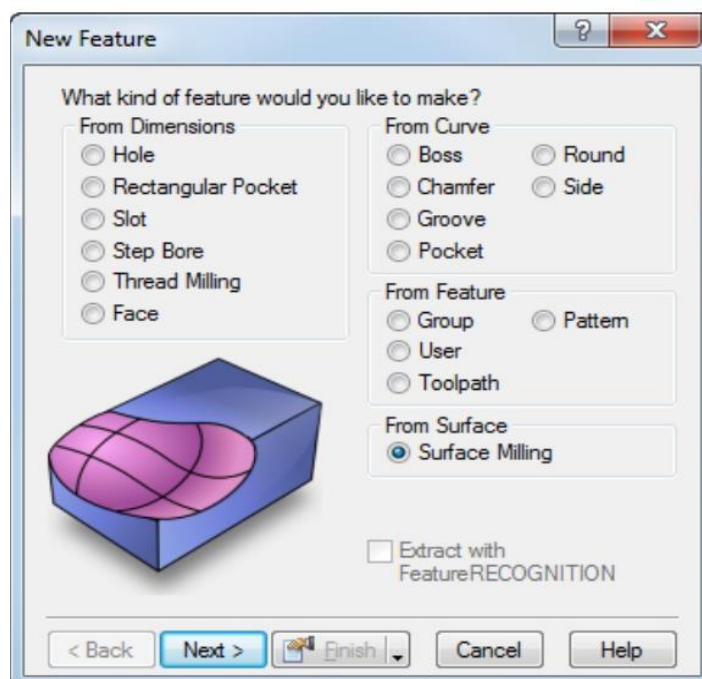 New Feature
What kind of feature would you like to make?
From Dimensions
Hole
Rectangular Pocket
Slot
Step Bore
Thread Milling
Face
From Curve
Boss
Round
Chamfer
Side
Groove
Pocket
From Feature
Group
Pattern
User
Toolpath
From Surface
Surface Milling
Extract with
FeatureRECOGNITION
< Back
Next >
Finish
Cancel
Help